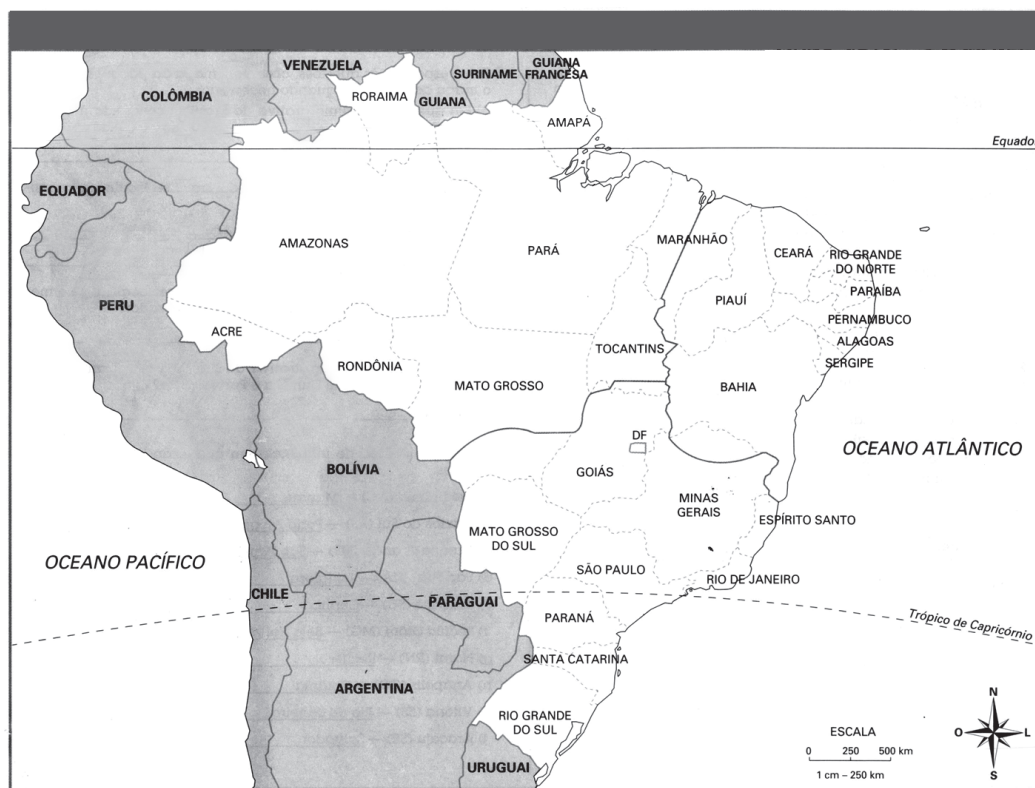 VENEZUELA
COLÔMBIA
RORAIMA
GUIANA
SURINAME
GUIANA
FRANCESA
AMAPÁ
Equado
EQUADOR
AMAZONAS
PARÁ
MARANHÃO
CEARÁ
RIO GRANDE
DO NORTE
PARAÍBA
PERNAMBUCO
ALAGOAS
SERGIPE
PIAUÍ
PERU
ACRE
RONDÔNIA
MATO GROSSO
TOCANTINS
BAHIA
DF
GOIÁS
OCEANO ATLÂNTICO
BOLÍVIA
MINAS
GERAIS
ESPÍRITO SANTO
MATO GROSSO
DO SUL
OCEANO PACÍFICO
SÃO PAULO
RIO DE JANEIRO
CHILE
PARAGUAI
PARANÁ
Trópico de Capricórnio
SANTA CATARINA
ARGENTINA
RIO GRANDE
DO SUL
URUGUAI
ESCALA
0 250 500 km
1 cm – 250 km
N
O L
S